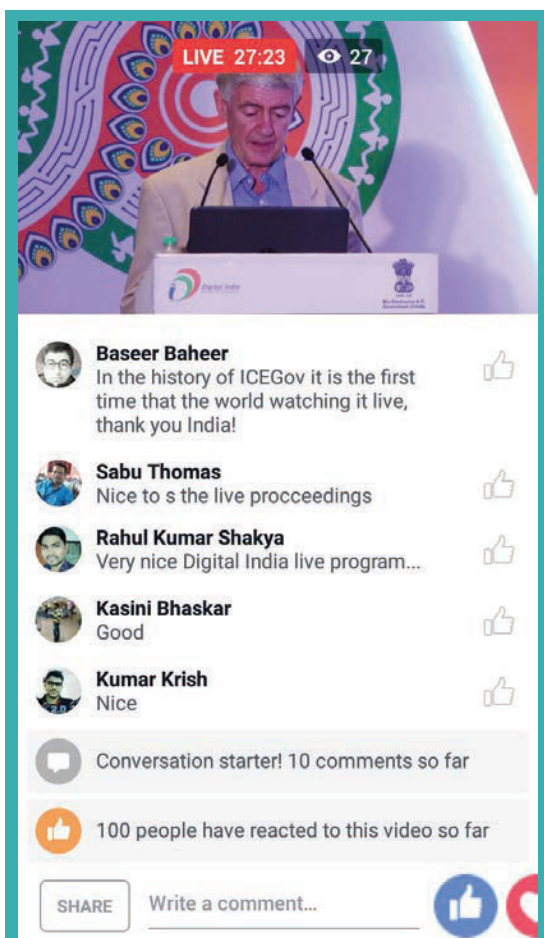 LIVE 27:23 27
Digital India
Government of India
Baseer Baheer
In the history of ICEGov it is the first
time that the world watching it live,
thank you India!
Sabu Thomas
Nice to s the live procceedings
Rahul Kumar Shakya
Very nice Digital India live program...
Kasini Bhaskar
Good
Kumar Krish
Nice
Conversation starter! 10 comments so far
100 people have reacted to this video so far
SHARE Write a comment...